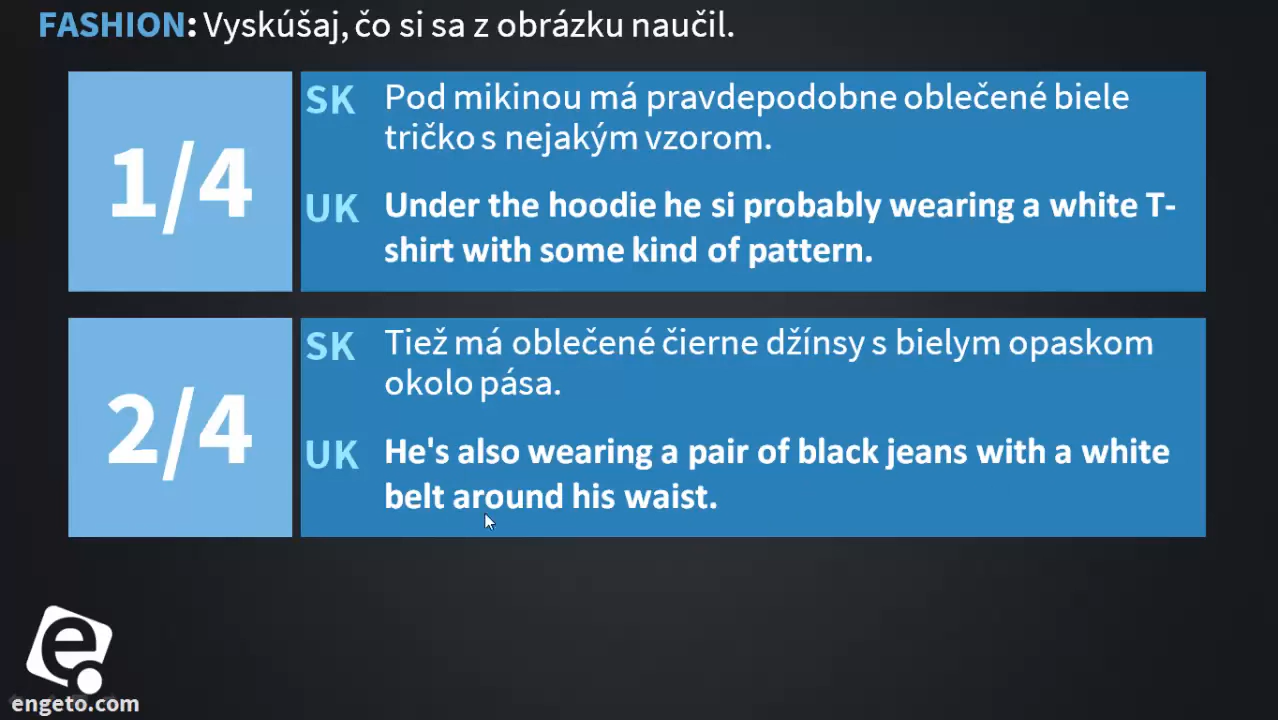 FASHION: Vyskúšaj, čo si sa z obrázku naučil.
1/4
SK Pod mikinou má pravdepodobne oblečené biele
tričko s nejakým vzorom.
UK Under the hoodie he si probably wearing a white T-
shirt with some kind of pattern.
2/4
SK Tiež má oblečené čierne džínsy s bielym opaskom
okolo pása.
UK He's also wearing a pair of black jeans with a white
belt around his waist.
e
engeto.com